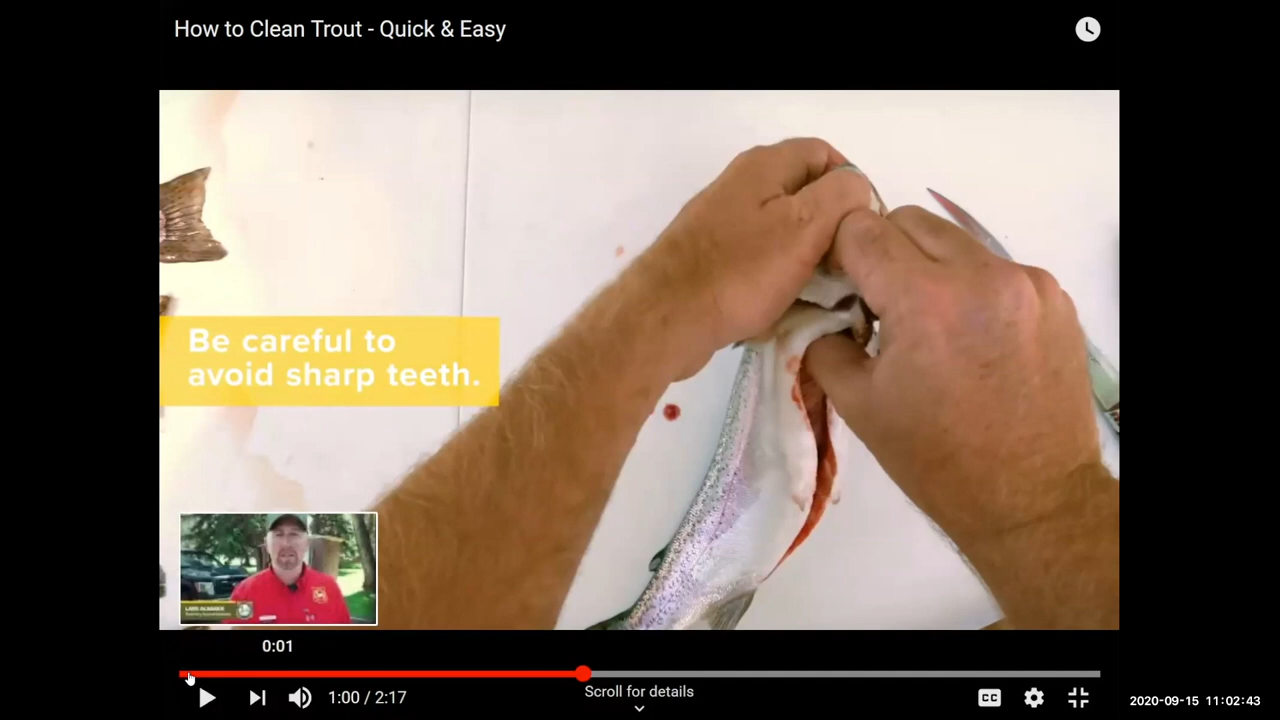 How to Clean Trout - Quick & Easy
Be careful to
avoid sharp teeth.
0:01
1:00 / 2:17
Scroll for details
CC
2020-09-15 11:02:43